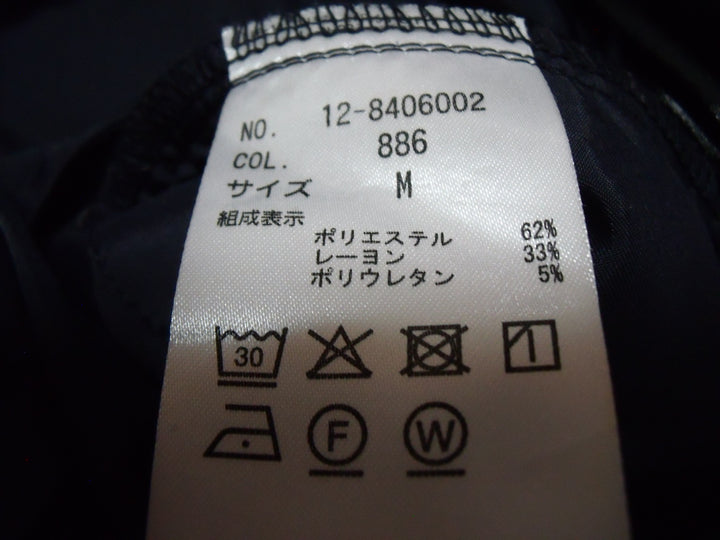 NO. 12-8406002
COL. 886
サイズ M
組成表示
ポリエステル 62%
レーヨン 33%
ポリウレタン 5%
30
F W